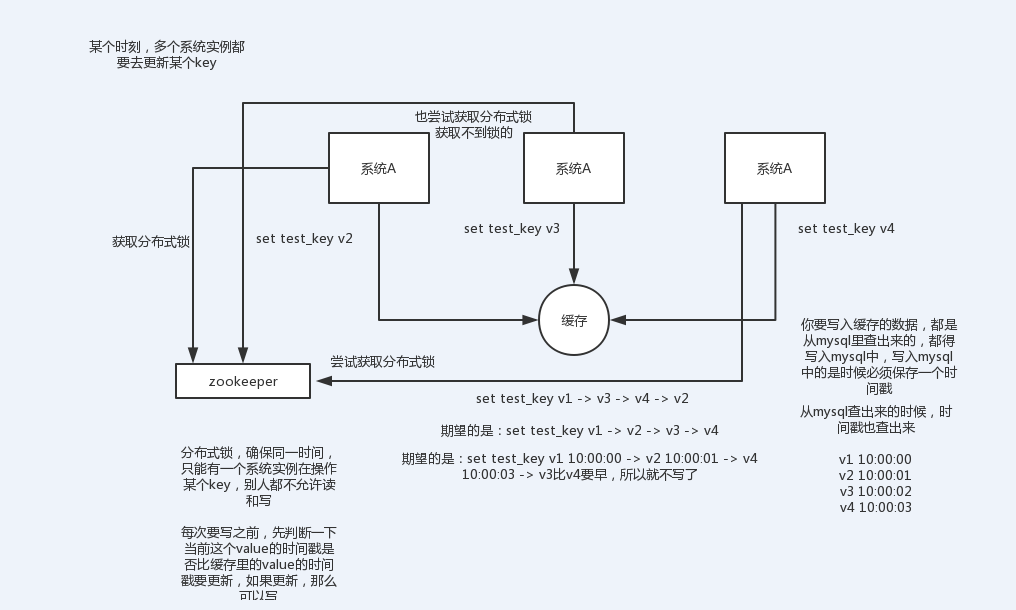 某个时刻，多个系统实例都
要去更新某个key
也尝试获取分布式锁
获取不到锁的
系统A
系统A
系统A
获取分布式锁
set test_key v2
set test_key v3
set test_key v4
缓存
zookeeper
尝试获取分布式锁
set test_key v1 -> v3 -> v4 -> v2
期望的是：set test_key v1 -> v2 -> v3 -> v4
期望的是：set test_key v1 10:00:00 -> v2 10:00:01 -> v4
10:00:03 -> v3比v4要早，所以就不写了
你要写入缓存的数据，都是
从mysql里查出来的，都得
写入mysql中，写入mysql
中的是时候必须保存一个时
间戳
从mysql查出来的时候，时
间戳也查出来
v1 10:00:00
v2 10:00:01
v3 10:00:02
v4 10:00:03
分布式锁，确保同一时间，
只能有一个系统实例在操作
某个key，别人都不允许读
和写
每次要写之前，先判断一下
当前这个value的时间戳是
否比缓存里的value的时间
戳要更新，如果更新，那么
可以写